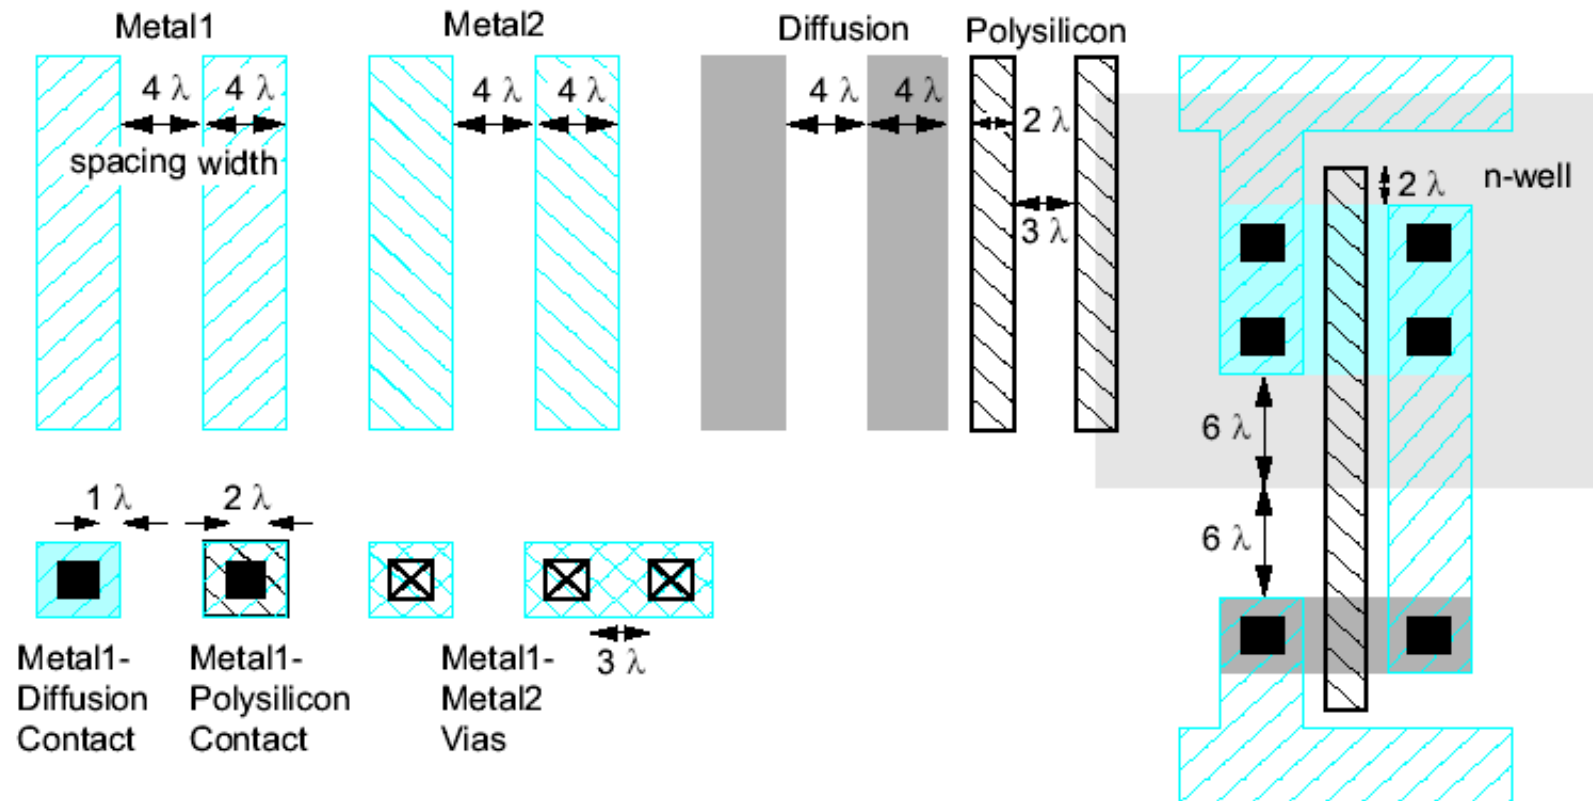 Metal1
Metal2
Diffusion
Polysilicon
4 λ 4 λ
spacing width
4 λ 4 λ
4 λ 4 λ
2 λ
3 λ
2 λ
n-well
6 λ
6 λ
1 λ
2 λ
3 λ
Metal1-
Diffusion
Contact
Metal1-
Polysilicon
Contact
Metal1-
Metal2
Vias